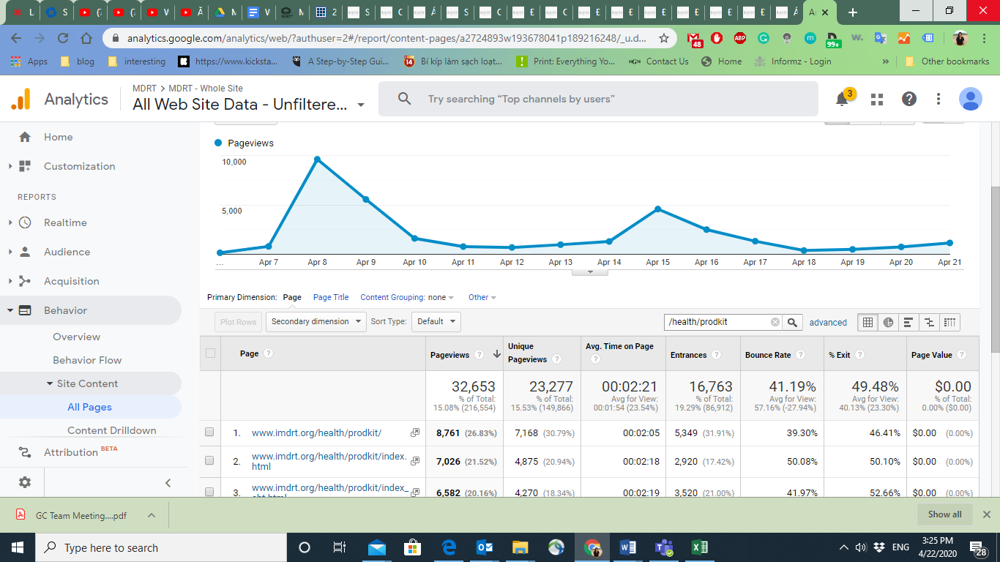 L S (7 (7 W Ă M W M 2 S C Á S C Đ Đ Đ Đ Đ Đ Á A
analytics.google.com/analytics/web/?authuser=2#/report/content-pages/a2724893w193678041p189216248/_u.d...
48 ABP 99+
Apps blog interesting https://www.kicksta... A Step-by-Step Gui... 14 Bí kíp làm sạch loạt... Print: Everything Yo... Contact Us Home Informz - Login » Other bookmarks
Analytics
MDRT > MDRT - Whole Site
All Web Site Data - Unfiltere...
Try searching “Top channels by users”
3
Home
Customization
REPORTS
Realtime
Audience
Acquisition
Behavior
Overview
Behavior Flow
Site Content
All Pages
Content Drilldown
Attribution BETA
Pageviews
10,000
5,000
... Apr 7 Apr 8 Apr 9 Apr 10 Apr 11 Apr 12 Apr 13 Apr 14 Apr 15 Apr 16 Apr 17 Apr 18 Apr 19 Apr 20 Apr 21
Primary Dimension: Page Page Title Content Grouping: none Other
Plot Rows Secondary dimension Sort Type: Default /health/prodkit advanced
Page Pageviews Unique Pageviews Avg. Time on Page Entrances Bounce Rate % Exit Page Value
32,653 23,277 00:02:21 16,763 41.19% 49.48% $0.00
% of Total: % of Total: Avg for View: % of Total: Avg for View: Avg for View: % of Total:
15.08% (216,554) 15.53% (149,866) 00:01:54 (23.54%) 19.29% (86,912) 57.16% (-27.94%) 40.13% (23.30%) 0.00% ($0.00)
1. www.imdrt.org/health/prodkit/ 8,761 (26.83%) 7,168 (30.79%) 00:02:05 5,349 (31.91%) 39.30% 46.41% $0.00 (0.00%)
2. www.imdrt.org/health/prodkit/index.html 7,026 (21.52%) 4,875 (20.94%) 00:02:18 2,920 (17.42%) 50.08% 50.10% $0.00 (0.00%)
3. www.imdrt.org/health/prodkit/index_ 6,582 (20.16%) 4,270 (18.34%) 00:02:19 3,520 (21.00%) 41.97% 52.66% $0.00 (0.00%)
GC Team Meeting....pdf Show all
Type here to search
ENG 3:25 PM
4/22/2020
28